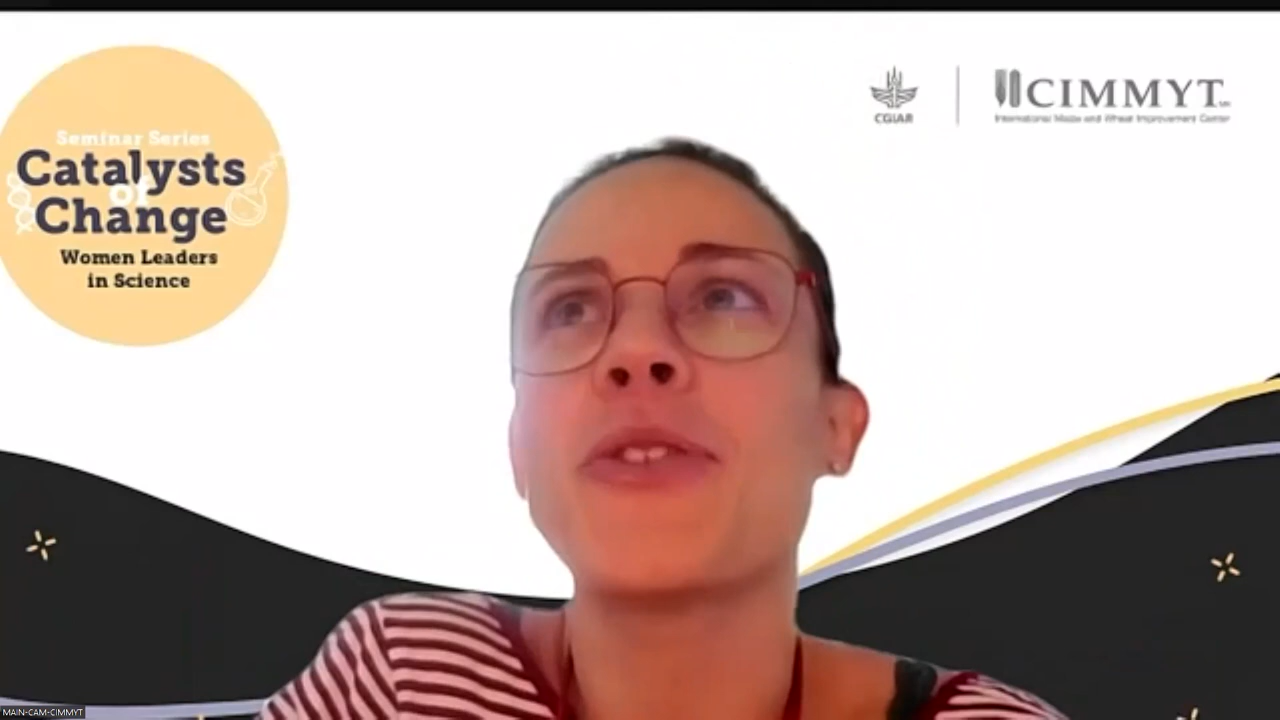 Seminar Series
Catalysts
of
Change
Women Leaders
in Science
CGIAR
CIMMYT
International Maize and Wheat Improvement Center
MAIN-CAM-CIMMYT